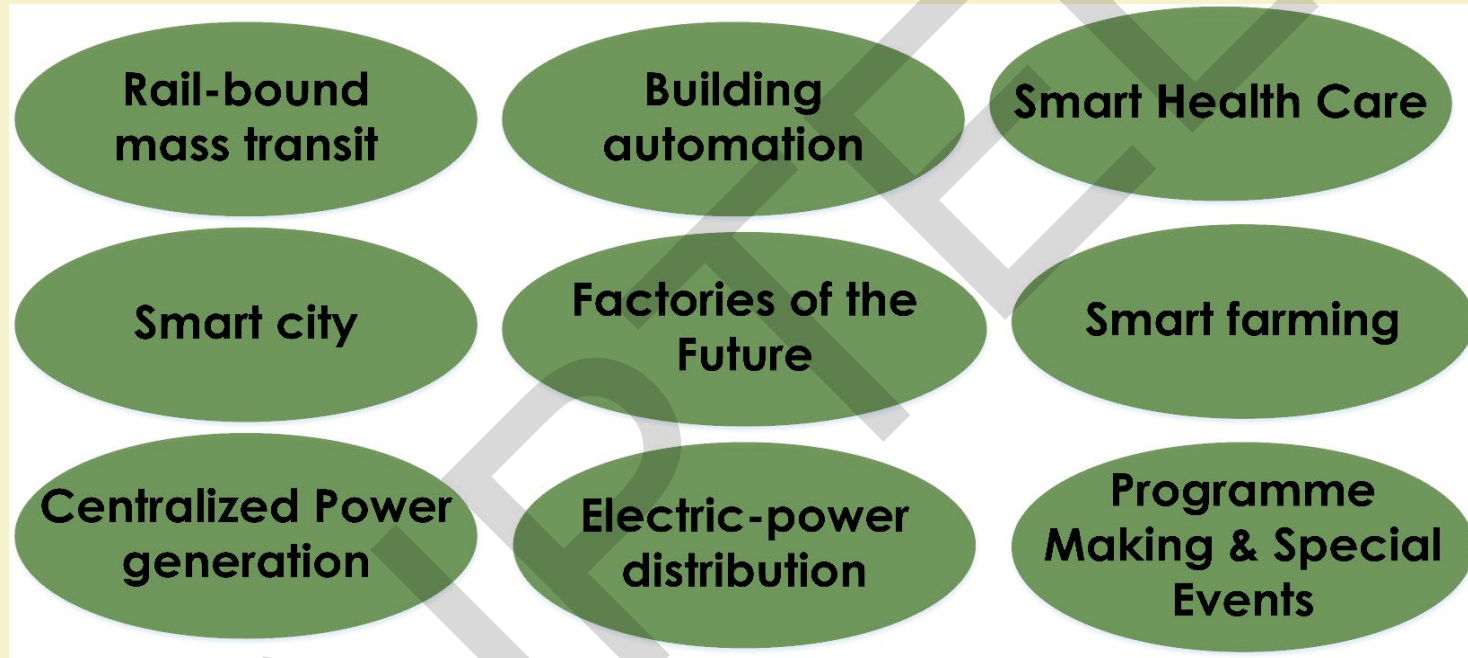 Rail-bound
mass transit
Building
automation
Smart Health Care
Smart city
Factories of the
Future
Smart farming
Centralized Power
generation
Electric-power
distribution
Programme
Making & Special
Events